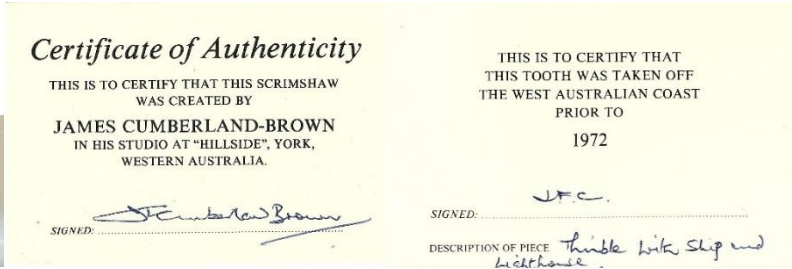 Certificate of Authenticity
THIS IS TO CERTIFY THAT THIS SCRIMSHAW
WAS CREATED BY
JAMES CUMBERLAND-BROWN
IN HIS STUDIO AT “HILLSIDE”, YORK,
WESTERN AUSTRALIA.
J F Cumberland Brown
SIGNED:
THIS IS TO CERTIFY THAT
THIS TOOTH WAS TAKEN OFF
THE WEST AUSTRALIAN COAST
PRIOR TO
1972
J.F.C.
SIGNED:
DESCRIPTION OF PIECE Thimble with Ship and
Lighthouse.